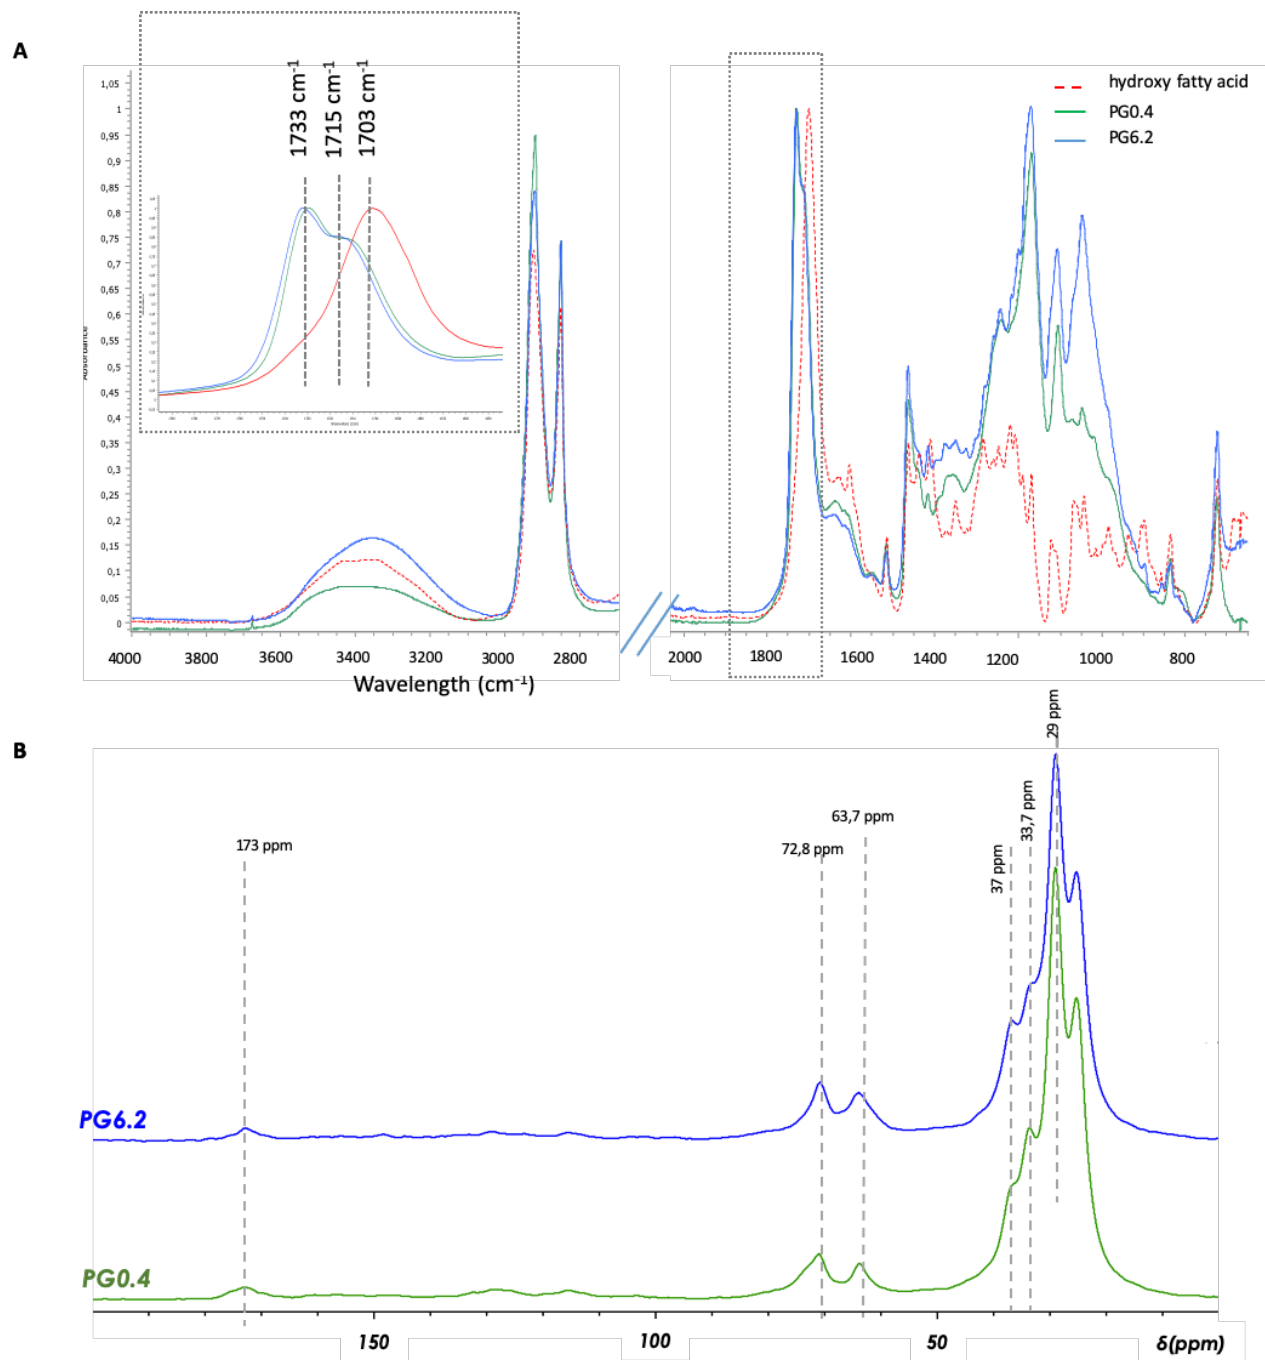 A
1733 cm-1
1715 cm-1
1703 cm-1
hydroxy fatty acid
PG0.4
PG6.2
1,05
1
0,95
0,9
0,85
0,8
0,75
0,7
0,65
0,6
0,55
0,5
0,45
0,4
0,35
0,3
0,25
0,2
0,15
0,1
0,05
0
4000 3800 3600 3400 3200 3000 2800 2000 1800 1600 1400 1200 1000 800
Wavelength (cm-1)
B
173 ppm
72,8 ppm
63,7 ppm
37 ppm
33,7 ppm
29 ppm
PG6.2
PG0.4
150 100 50 δ(ppm)